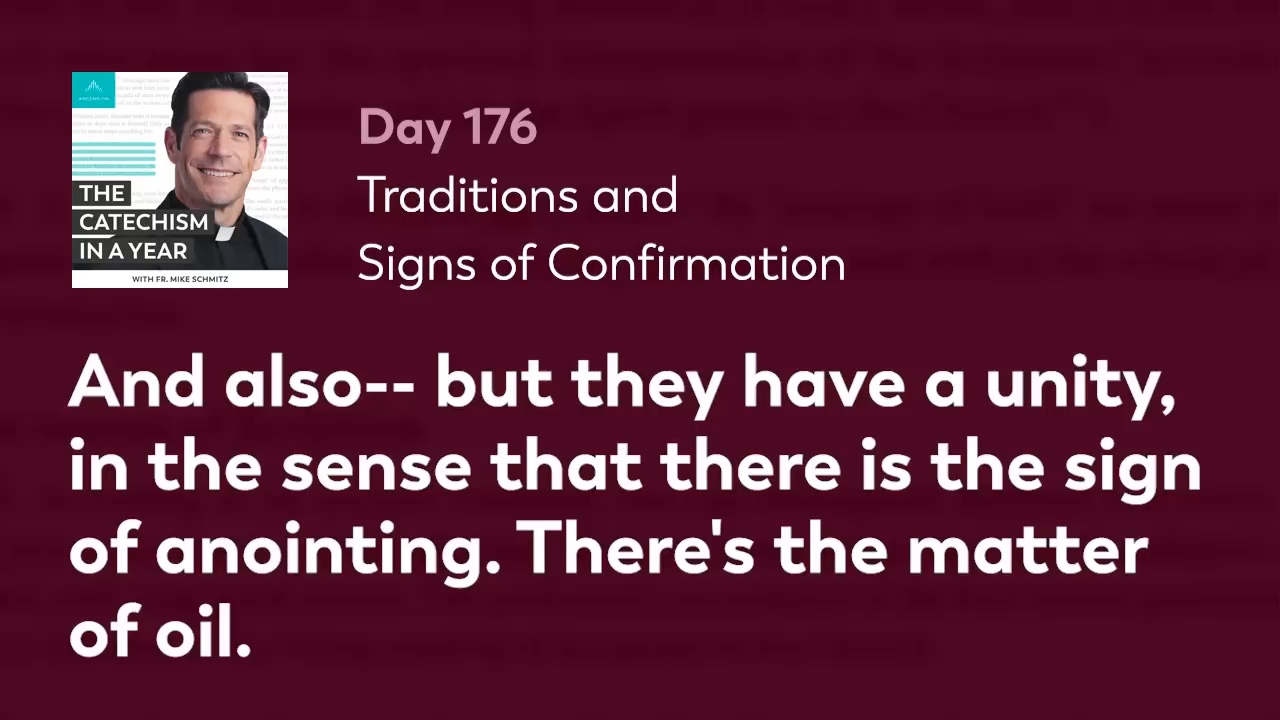 ASCENSION
THE
CATECHISM
IN A YEAR
WITH FR. MIKE SCHMITZ
Day 176
Traditions and
Signs of Confirmation
And also-- but they have a unity,
in the sense that there is the sign
of anointing. There's the matter
of oil.